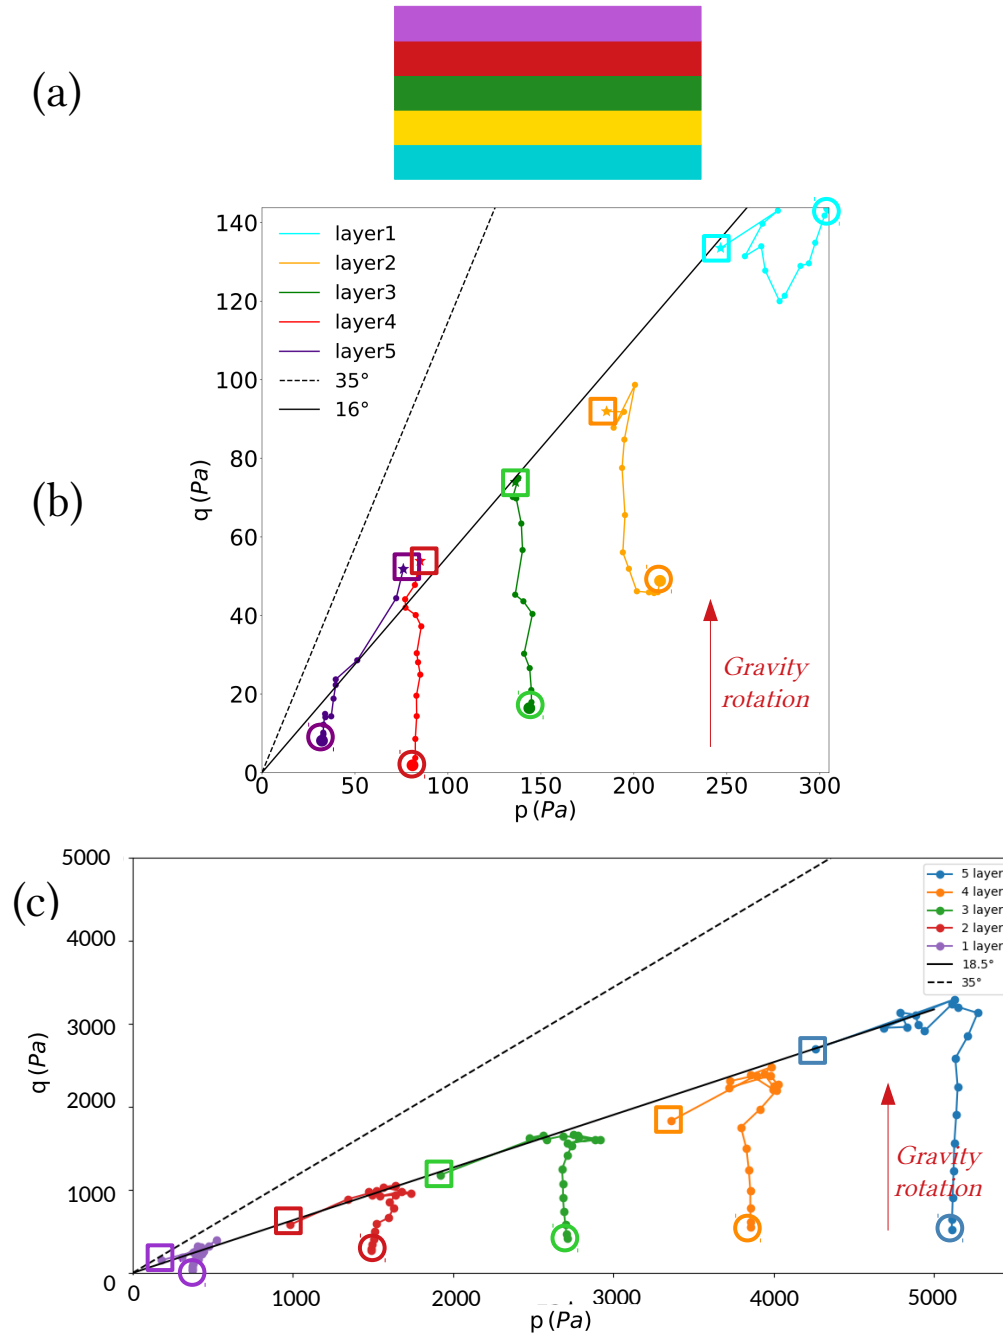 (a)
140
120
100
80
60
40
20
0
q (Pa)
layer1
layer2
layer3
layer4
layer5
35°
16°
(b)
Gravity
rotation
0 50 100 150 200 250 300
p (Pa)
(c)
5000
4000
3000
2000
1000
0
q (Pa)
5 layer
4 layer
3 layer
2 layer
1 layer
18.5°
35°
Gravity
rotation
0 1000 2000 3000 4000 5000
p (Pa)